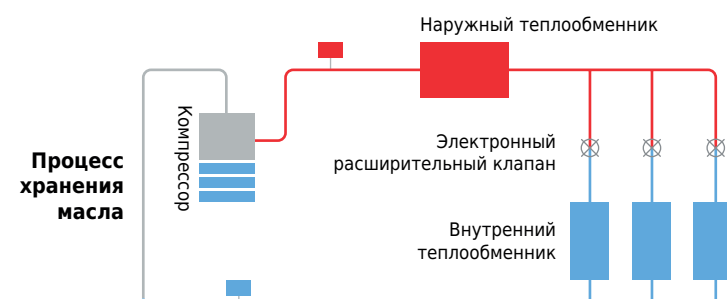 Наружный теплообменник
Компрессор
Электронный
расширительный клапан
Процесс
хранения
масла
Внутренний
теплообменник